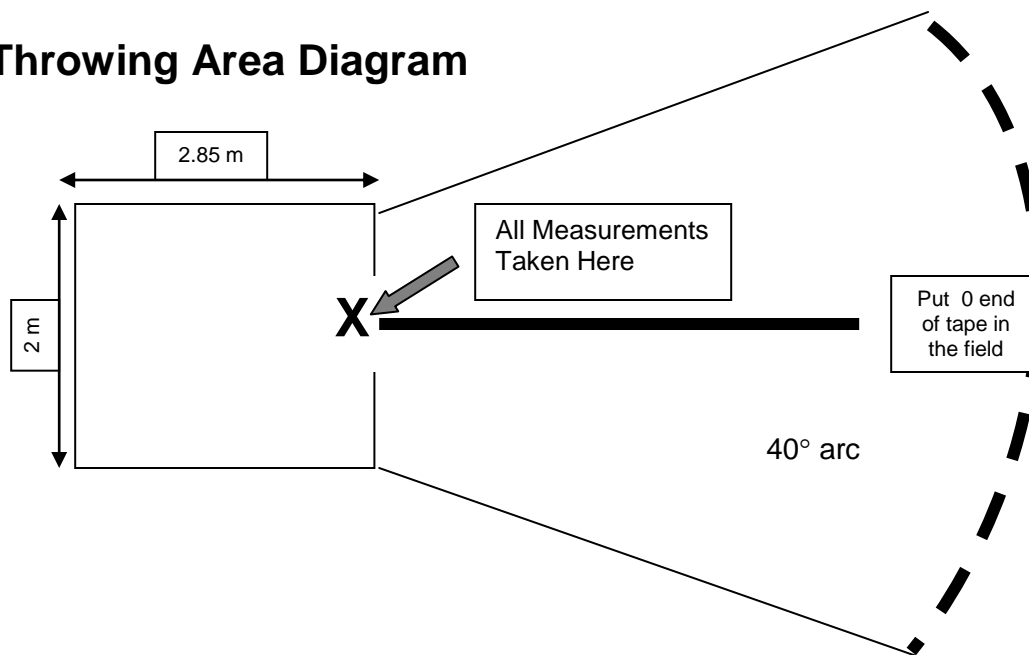 Throwing Area Diagram
2.85 m
All Measurements
Taken Here
X
2 m
Put 0 end
of tape in
the field
40° arc